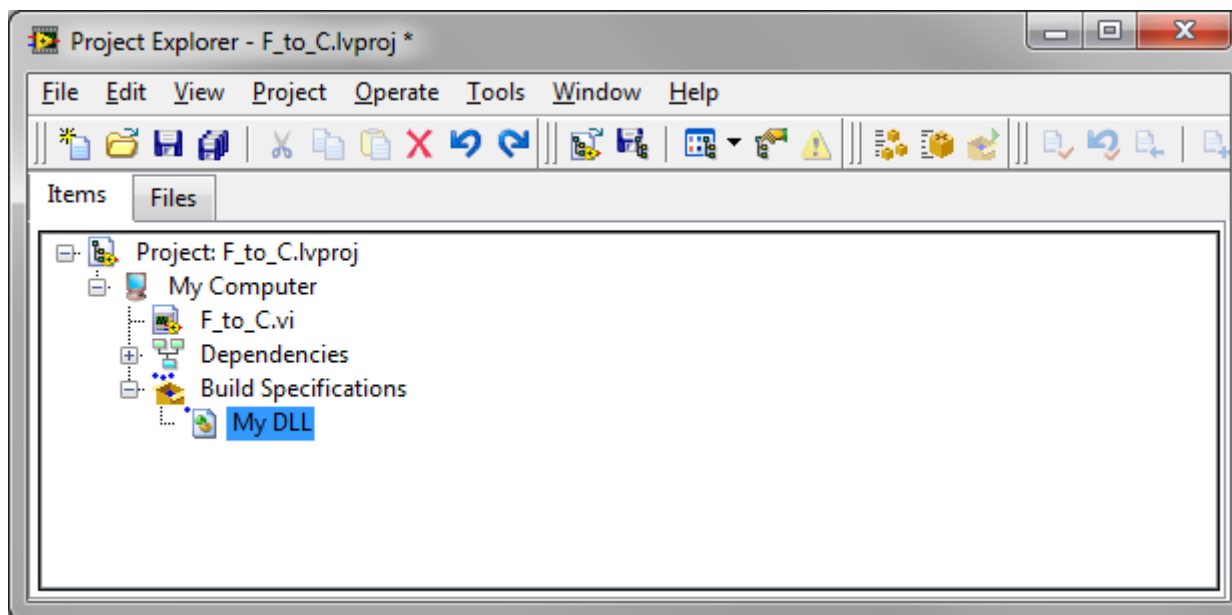 Project Explorer - F_to_C.lvproj *
File Edit View Project Operate Tools Window Help
Items Files
Project: F_to_C.lvproj
My Computer
F_to_C.vi
Dependencies
Build Specifications
My DLL